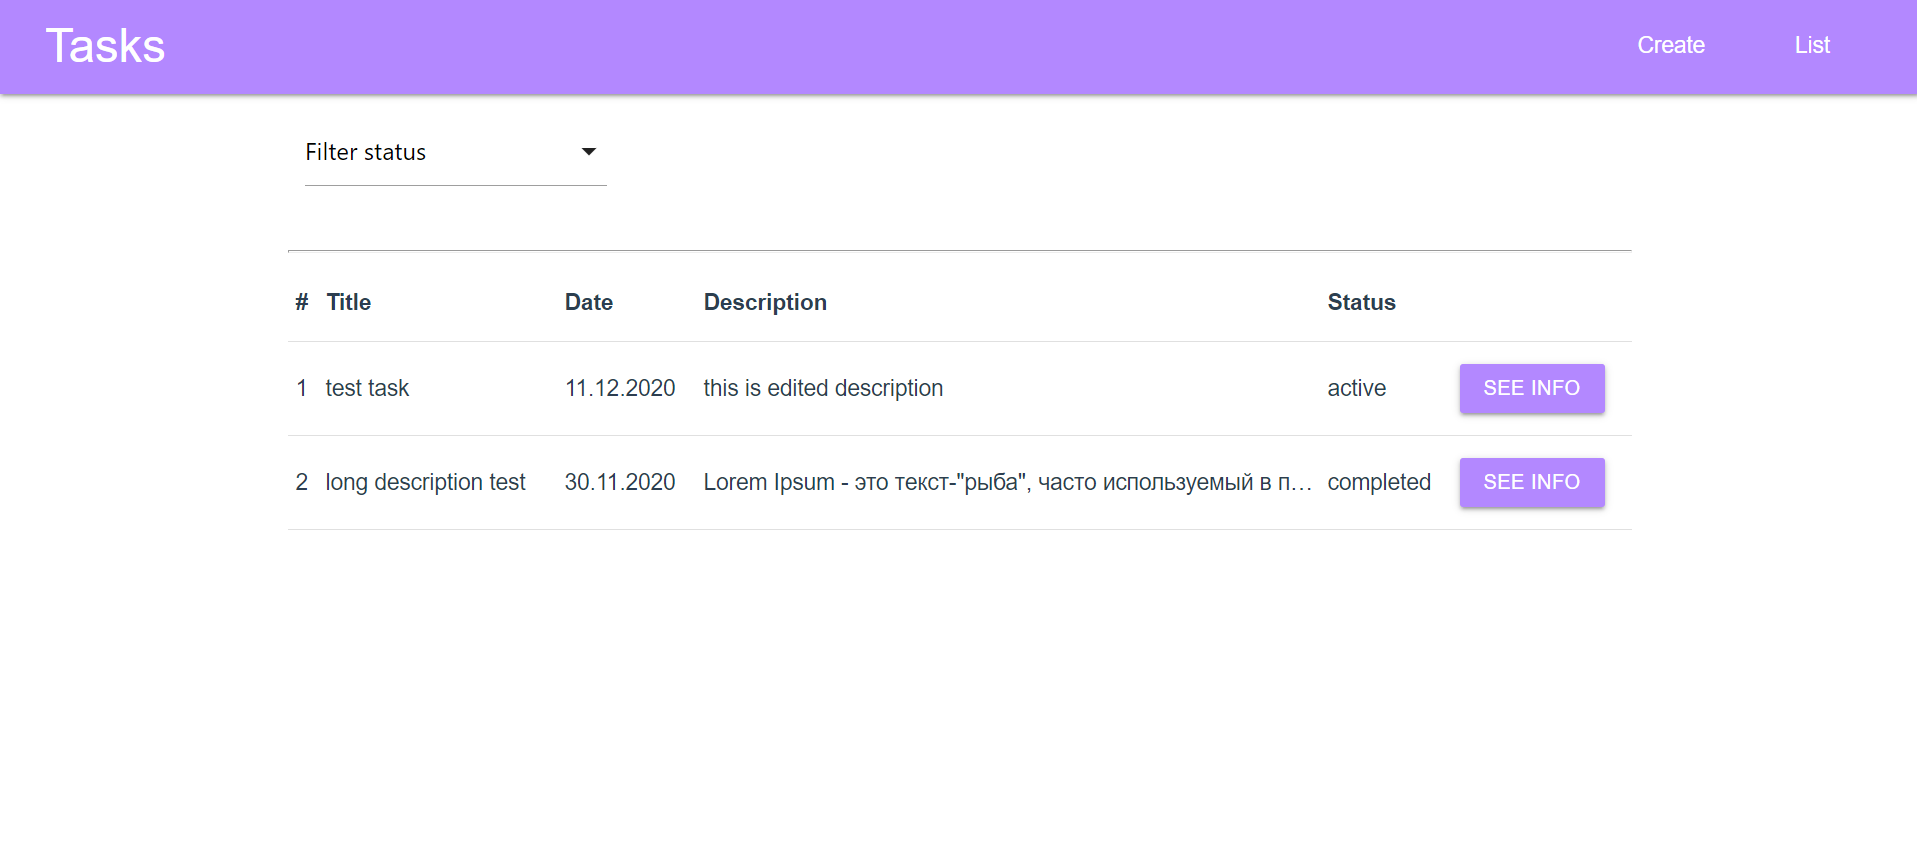 Tasks Create List
Filter status
# Title Date Description Status
1 test task 11.12.2020 this is edited description active SEE INFO
2 long description test 30.11.2020 Lorem Ipsum - это текст-"рыба", часто используемый в п... completed SEE INFO